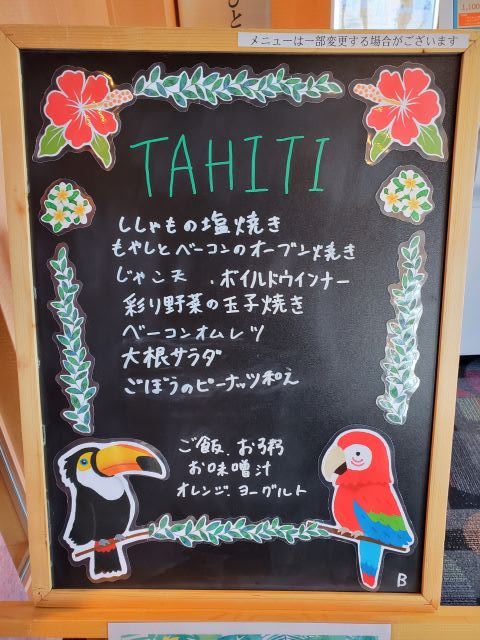 ひと
1,100
メニューは一部変更する場合がございます
TAHITI
ししゃもの塩焼き
もやしとベーコンのオーブン焼き
じゃこ天 . ボイルドウインナー
彩り野菜の玉子焼き
ベーコンオムレツ
大根サラダ
ごぼうのピーナッツ和え
ご飯、お粥
お味噌汁
オレンジ、ヨーグルト
B